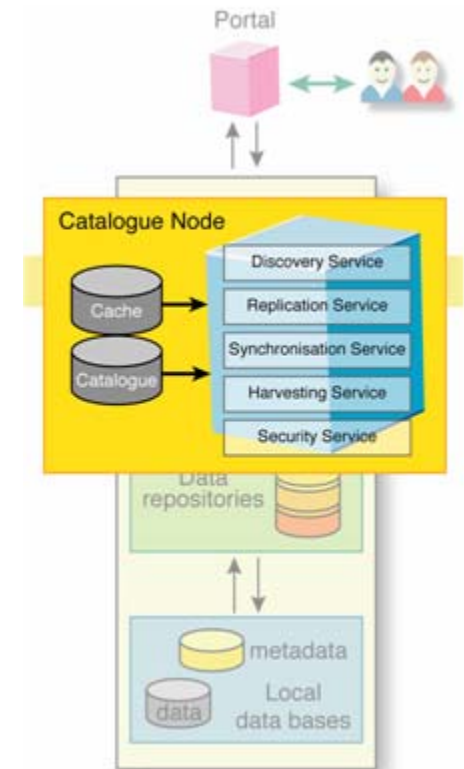 Portal
Catalogue Node
Discovery Service
Cache
Replication Service
Synchronisation Service
Catalogue
Harvesting Service
Security Service
Data
repositories
metadata
data
Local
data bases